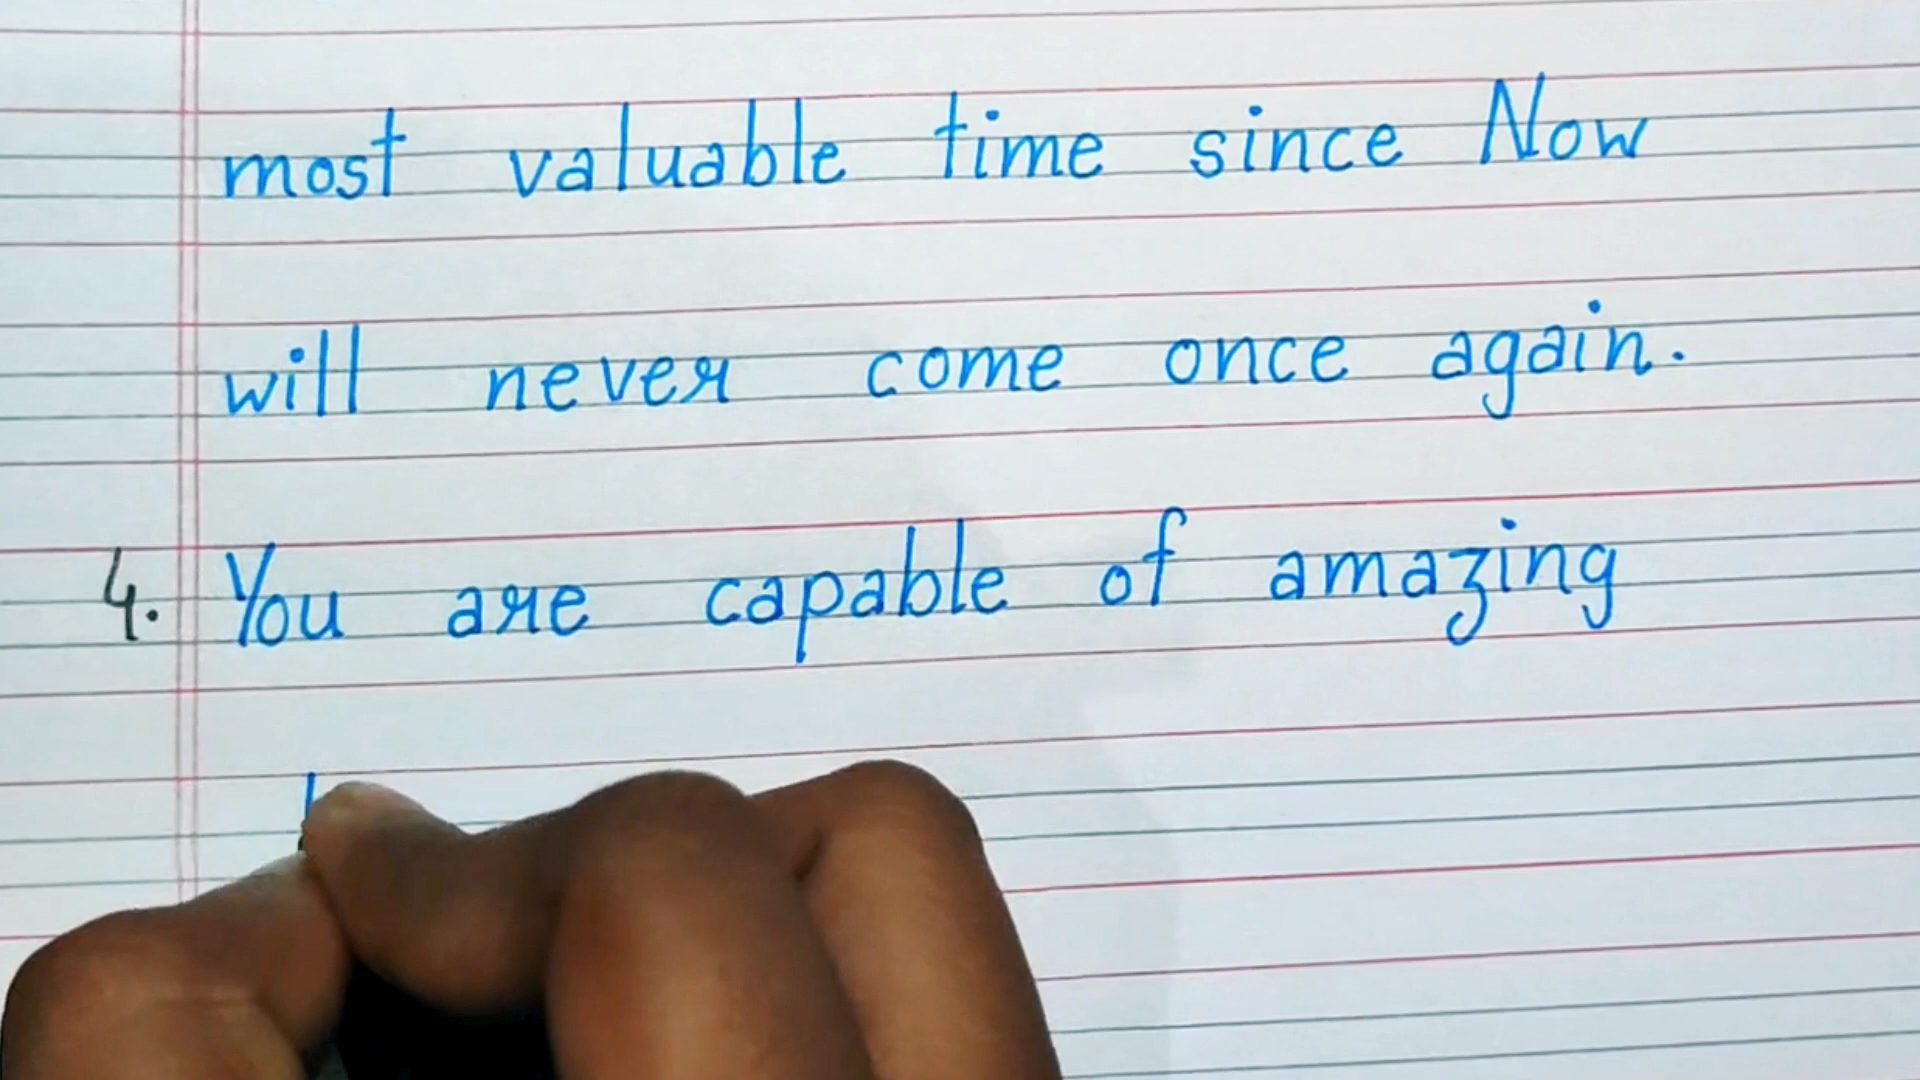 most valuable time since Now
will never come once again.
4. You are capable of amazing